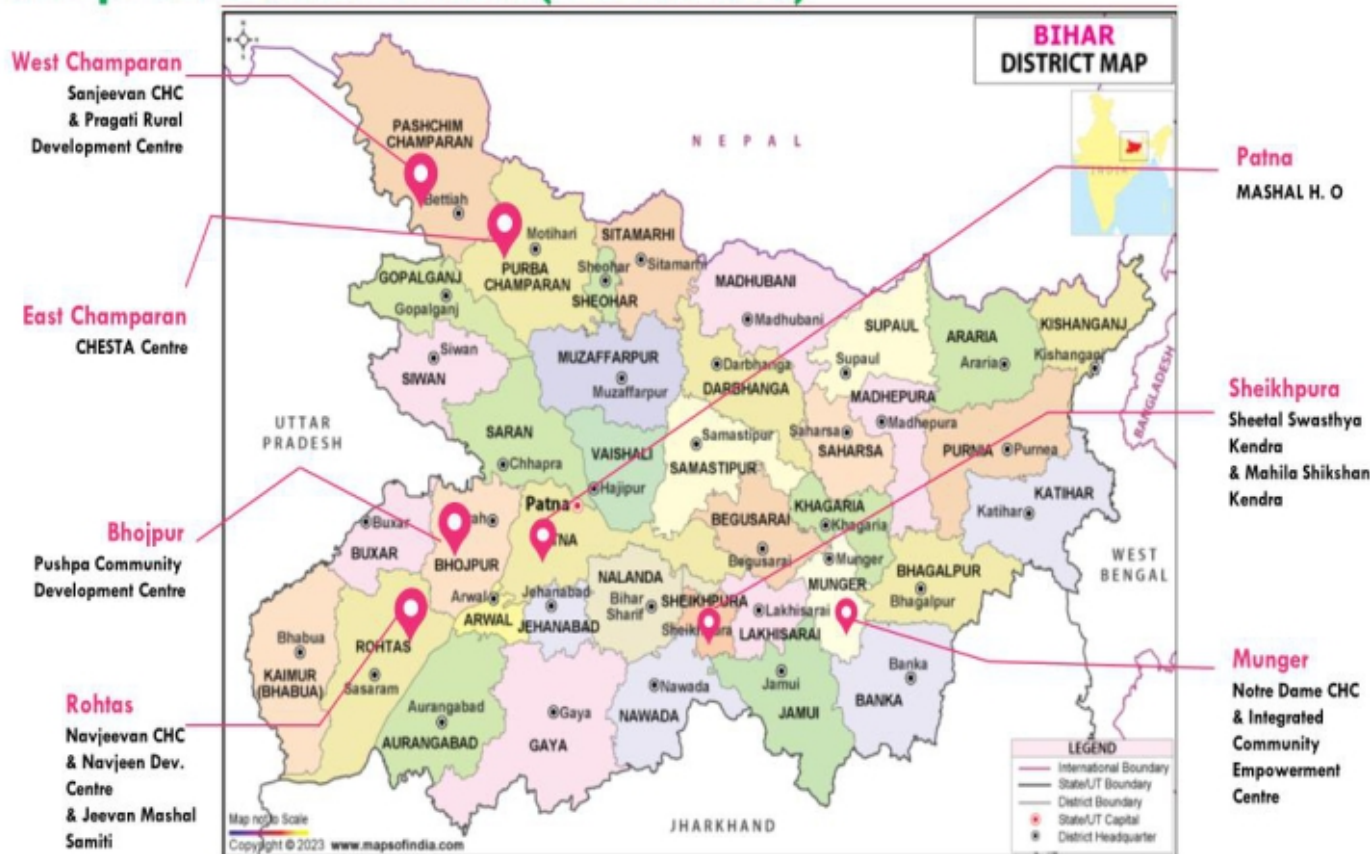 BIHAR
DISTRICT MAP
West Champaran
Sanjeevan CHC
& Pragati Rural
Development Centre
East Champaran
CHESTA Centre
Bhojpur
Pushpa Community
Development Centre
Rohtas
Navjeevan CHC
& Navjeen Dev.
Centre
& Jeevan Mashal
Samiti
Patna
MASHAL H. O
Sheikhpura
Sheetal Swasthya
Kendra
& Mahila Shikshan
Kendra
Munger
Notre Dame CHC
& Integrated
Community
Empowerment
Centre
NEPAL
INDIA
PASHCHIM
CHAMPARAN
Bettiah
Motihari
PURBA
CHAMPARAN
SITAMARHI
Sitamarhi
Sheohar
SHEOHAR
GOPALGANJ
Gopalganj
Siwan
SIWAN
MUZAFFARPUR
Muzaffarpur
MADHUBANI
Madhubani
Darbhanga
DARBHANGA
SUPAUL
Supaul
ARARIA
Araria
KISHANGANJ
Kishanganj
BANGLADESH
MADHEPURA
Madhepura
Saharsa
SAHARSA
PURNIA
Purnea
KATIHAR
Katihar
UTTAR
PRADESH
SARAN
Chhapra
VAISHALI
Hajipur
Samastipur
SAMASTIPUR
BEGUSARAI
Begusarai
KHAGARIA
Khagaria
Munger
MUNGER
BHAGALPUR
Bhagalpur
WEST
BENGAL
Buxar
BUXAR
BHOJPUR
Patna
Arwal
ARWAL
Jehanabad
JEHANABAD
NALANDA
Bihar
Sharif
SHEIKHPURA
Lakhisarai
LAKHISARAI
Bhabua
KAIMUR
(BHABUA)
ROHTAS
Sasaram
Aurangabad
AURANGABAD
Gaya
GAYA
Nawada
NAWADA
Jamui
JAMUI
Banka
BANKA
JHARKHAND
LEGEND
International Boundary
State/UT Boundary
District Boundary
State/UT Capital
District Headquarter
Map not to Scale
Copyright © 2023 www.mapsofindia.com